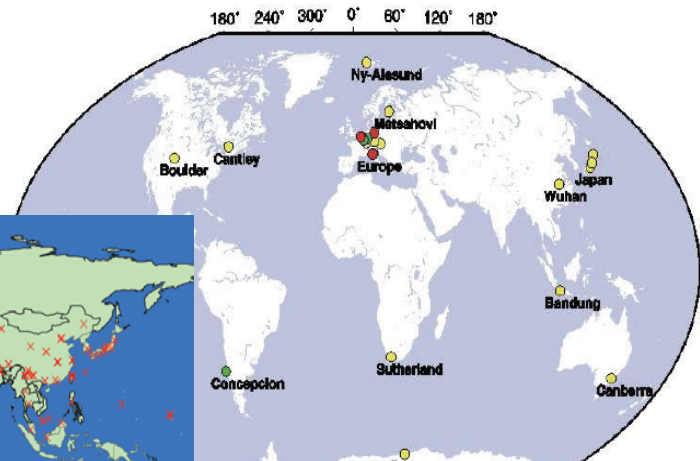 180° 240° 300° 0° 60° 120° 180°
Ny-Alesund
Metsahovi
Boulder
Cantley
Europe
Japan
Wuhan
Bandung
Concepcion
Sutherland
Canberra